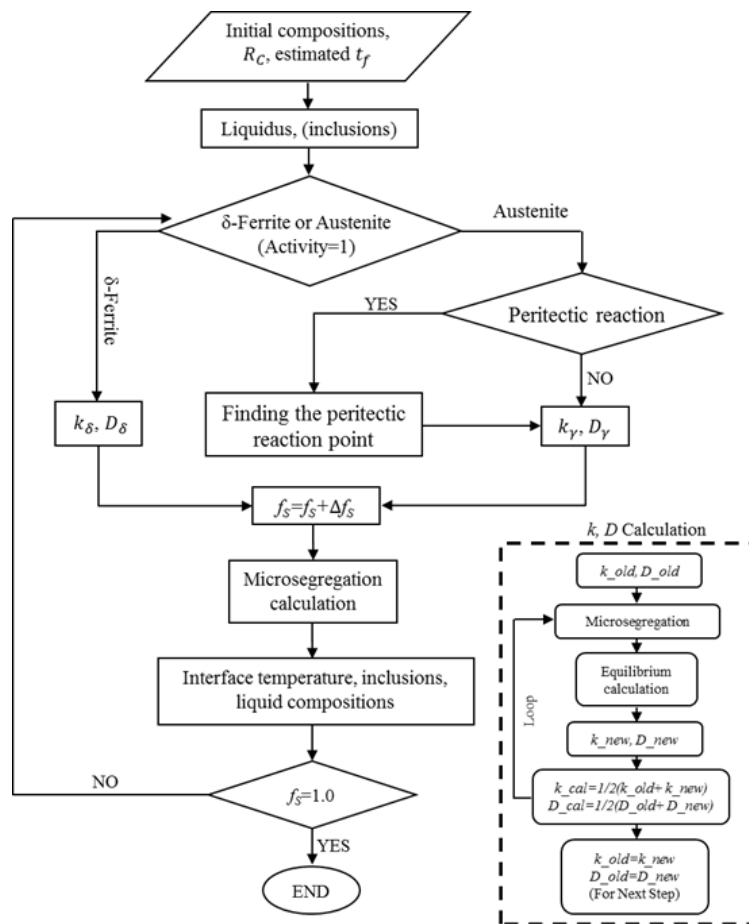 Initial compositions,
R_C, estimated t_f
Liquidus, (inclusions)
δ-Ferrite or Austenite
(Activity=1)
Austenite
δ-Ferrite
YES
Peritectic reaction
NO
Finding the peritectic
reaction point
k_δ, D_δ
k_γ, D_γ
f_S=f_S+Δf_S
Microsegregation
calculation
Interface temperature, inclusions,
liquid compositions
NO
f_S=1.0
YES
END
k, D Calculation
k_old, D_old
Microsegregation
Equilibrium
calculation
Loop
k_new, D_new
k_cal=1/2(k_old+ k_new)
D_cal=1/2(D_old+ D_new)
k_old=k_new
D_old=D_new
(For Next Step)